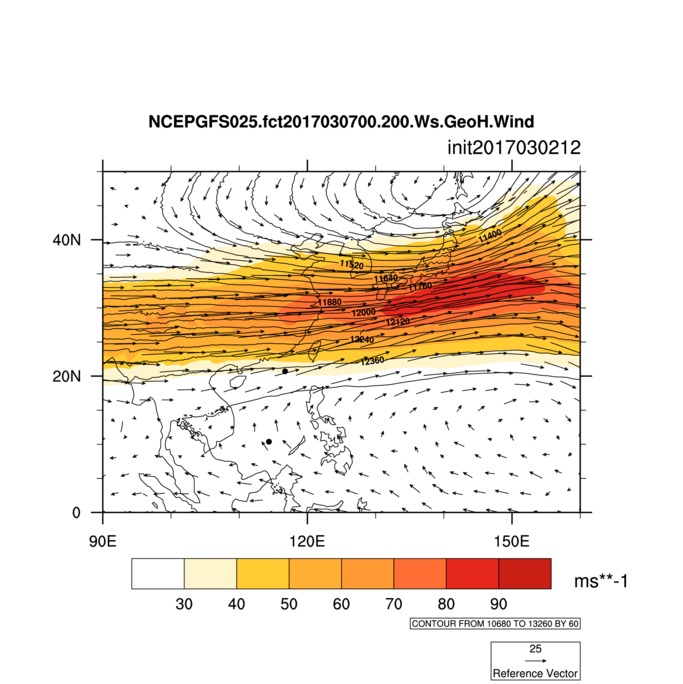 NCEPGFS025.fct2017030700.200.Ws.GeoH.Wind
init2017030212
11400
40N
11520
11640
11760
11880
12000
12120
12240
12360
20N
0
90E 120E 150E
ms**-1
30 40 50 60 70 80 90
CONTOUR FROM 10680 TO 13260 BY 60
25
Reference Vector